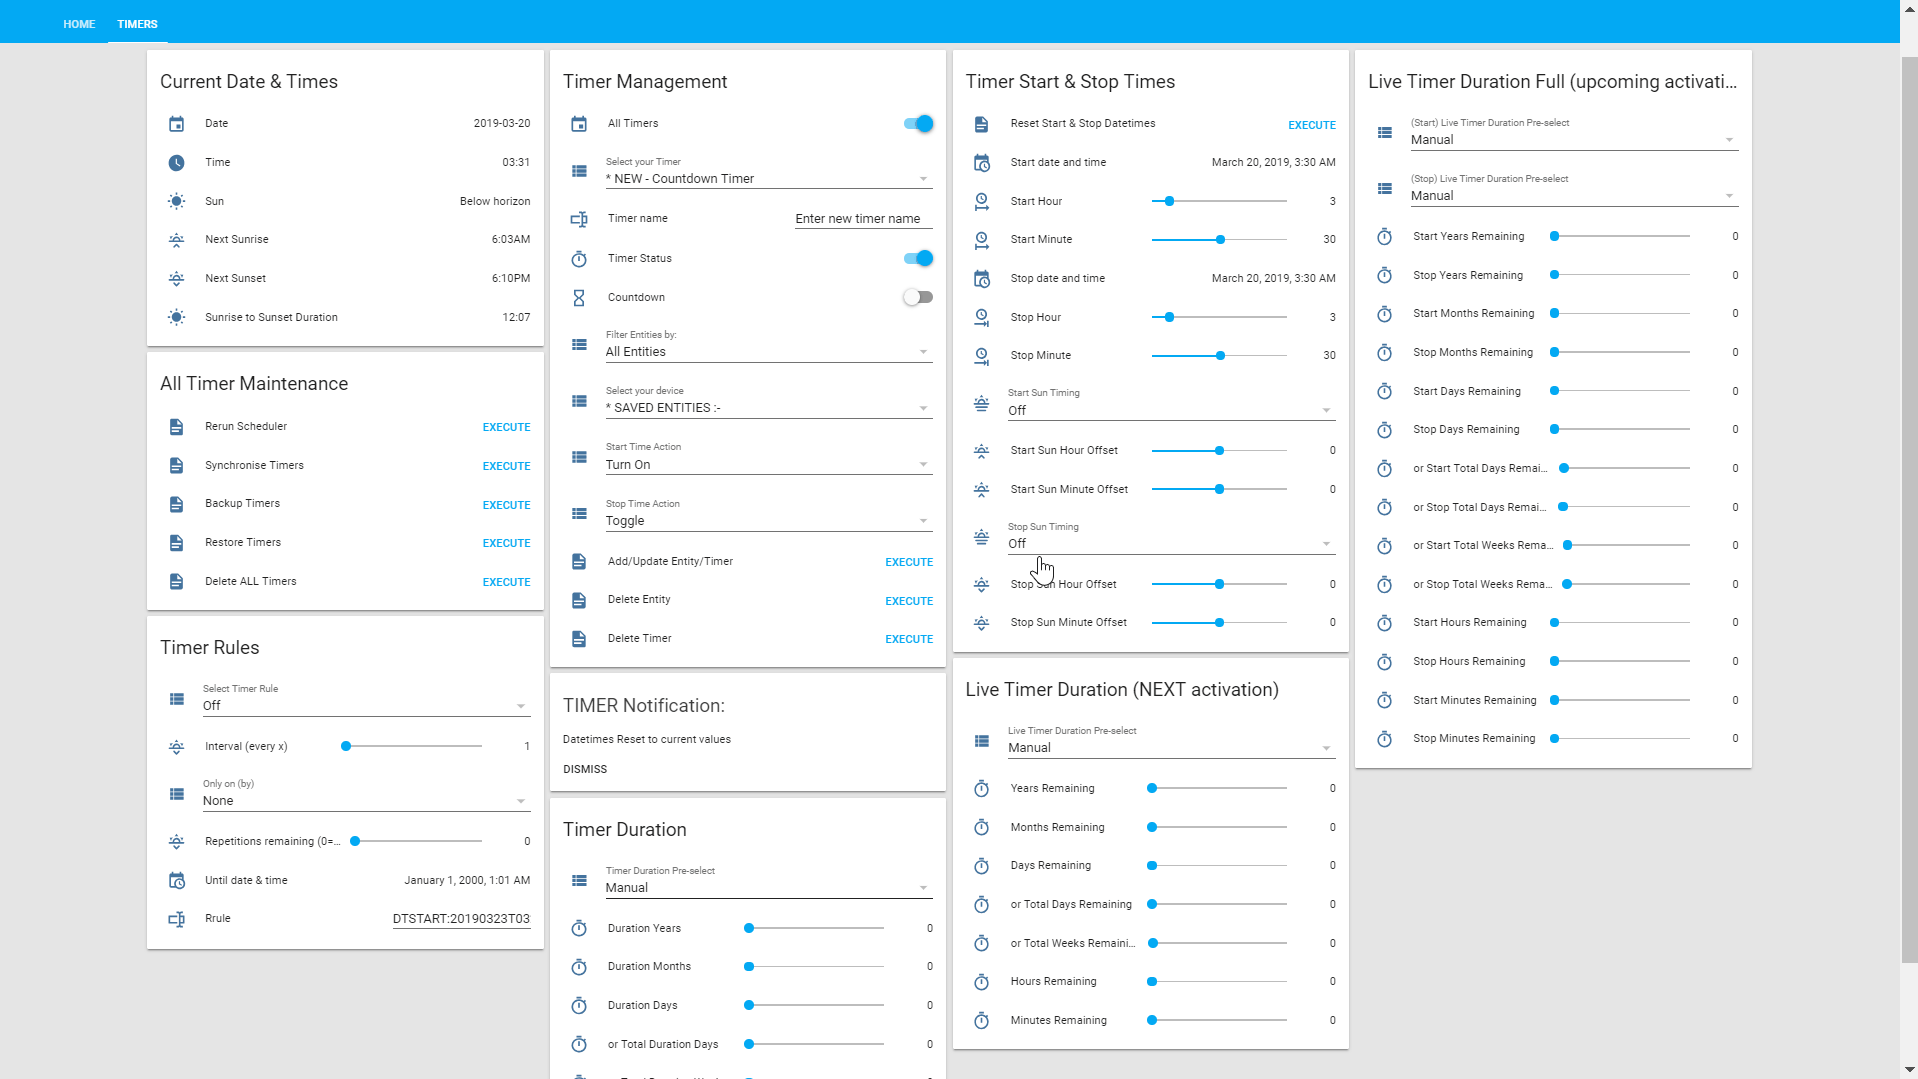 HOME
TIMERS
Current Date & Times
Date
2019-03-20
Time
03:31
Sun
Below horizon
Next Sunrise
6:03AM
Next Sunset
6:10PM
Sunrise to Sunset Duration
12:07
All Timer Maintenance
Rerun Scheduler
EXECUTE
Synchronise Timers
EXECUTE
Backup Timers
EXECUTE
Restore Timers
EXECUTE
Delete ALL Timers
EXECUTE
Timer Rules
Select Timer Rule
Off
Interval (every x)
1
Only on (by)
None
Repetitions remaining (0=...
0
Until date & time
January 1, 2000, 1:01 AM
Rrule
DTSTART:20190323T03
Timer Management
All Timers
Select your Timer
* NEW - Countdown Timer
Timer name
Enter new timer name
Timer Status
Countdown
Filter Entities by:
All Entities
Select your device
* SAVED ENTITIES :-
Start Time Action
Turn On
Stop Time Action
Toggle
Add/Update Entity/Timer
EXECUTE
Delete Entity
EXECUTE
Delete Timer
EXECUTE
TIMER Notification:
Datetimes Reset to current values
DISMISS
Timer Duration
Timer Duration Pre-select
Manual
Duration Years
0
Duration Months
0
Duration Days
0
or Total Duration Days
0
Timer Start & Stop Times
Reset Start & Stop Datetimes
EXECUTE
Start date and time
March 20, 2019, 3:30 AM
Start Hour
3
Start Minute
30
Stop date and time
March 20, 2019, 3:30 AM
Stop Hour
3
Stop Minute
30
Start Sun Timing
Off
Start Sun Hour Offset
0
Start Sun Minute Offset
0
Stop Sun Timing
Off
Stop Sun Hour Offset
0
Stop Sun Minute Offset
0
Live Timer Duration (NEXT activation)
Live Timer Duration Pre-select
Manual
Years Remaining
0
Months Remaining
0
Days Remaining
0
or Total Days Remaining
0
or Total Weeks Remaini...
0
Hours Remaining
0
Minutes Remaining
0
Live Timer Duration Full (upcoming activati...
(Start) Live Timer Duration Pre-select
Manual
(Stop) Live Timer Duration Pre-select
Manual
Start Years Remaining
0
Stop Years Remaining
0
Start Months Remaining
0
Stop Months Remaining
0
Start Days Remaining
0
Stop Days Remaining
0
or Start Total Days Remai...
0
or Stop Total Days Remai...
0
or Start Total Weeks Rema...
0
or Stop Total Weeks Rema...
0
Start Hours Remaining
0
Stop Hours Remaining
0
Start Minutes Remaining
0
Stop Minutes Remaining
0